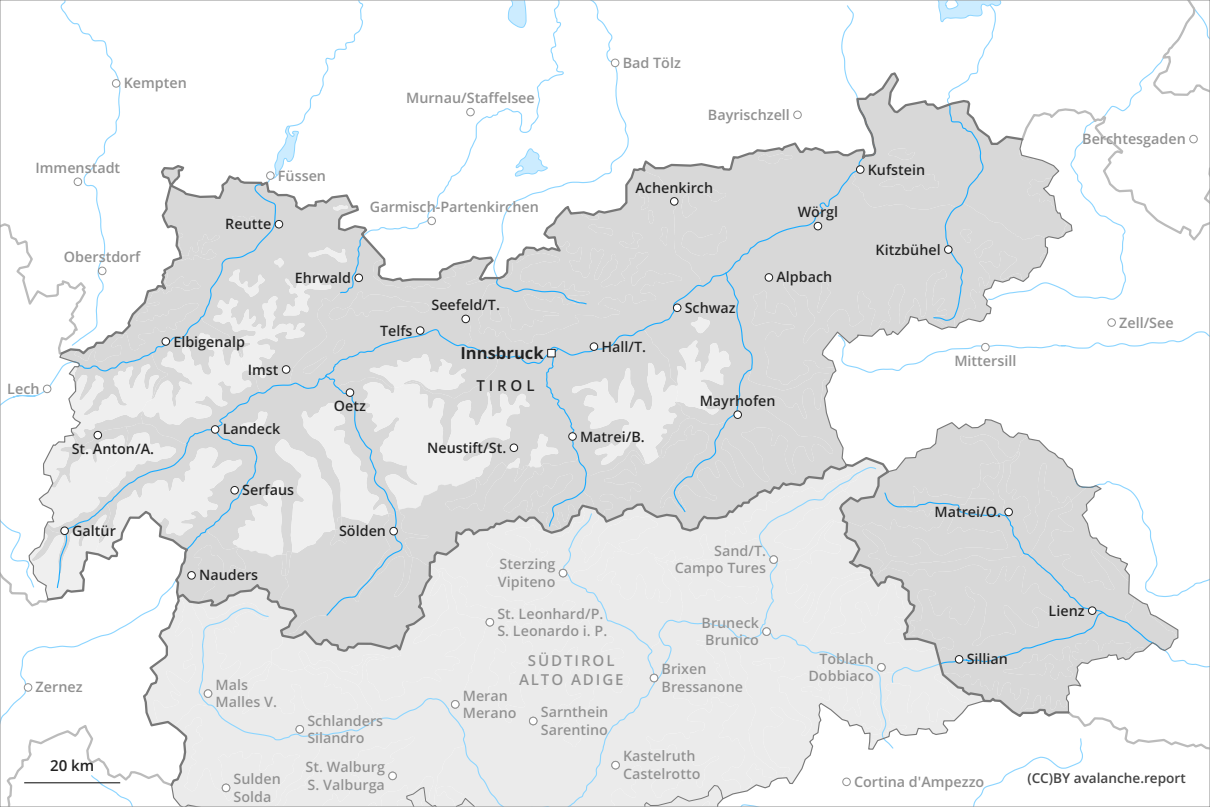 Kempten
Bad Tölz
Murnau/Staffelsee
Bayrischzell
Berchtesgaden
Immenstadt
Füssen
Kufstein
Achenkirch
Garmisch-Partenkirchen
Wörgl
Reutte
Kitzbühel
Oberstdorf
Ehrwald
Alpbach
Seefeld/T.
Schwaz
Telfs
Zell/See
Elbigenalp
Hall/T.
Innsbruck
Mittersill
Imst
TIROL
Lech
Oetz
Mayrhofen
Landeck
Matrei/B.
St. Anton/A.
Neustift/St.
Serfaus
Matrei/O.
Galtür
Sölden
Sand/T.
Campo Tures
Sterzing
Vipiteno
Nauders
Lienz
St. Leonhard/P.
S. Leonardo i. P.
Bruneck
Brunico
SÜDTIROL
ALTO ADIGE
Toblach
Dobbiaco
Sillian
Brixen
Bressanone
Zernez
Mals
Malles V.
Meran
Merano
Sarnthein
Sarentino
Schlanders
Silandro
Kastelruth
Castelrotto
St. Walburg
S. Valburga
20 km
Sulden
Solda
Cortina d'Ampezzo
(CC)BY avalanche.report